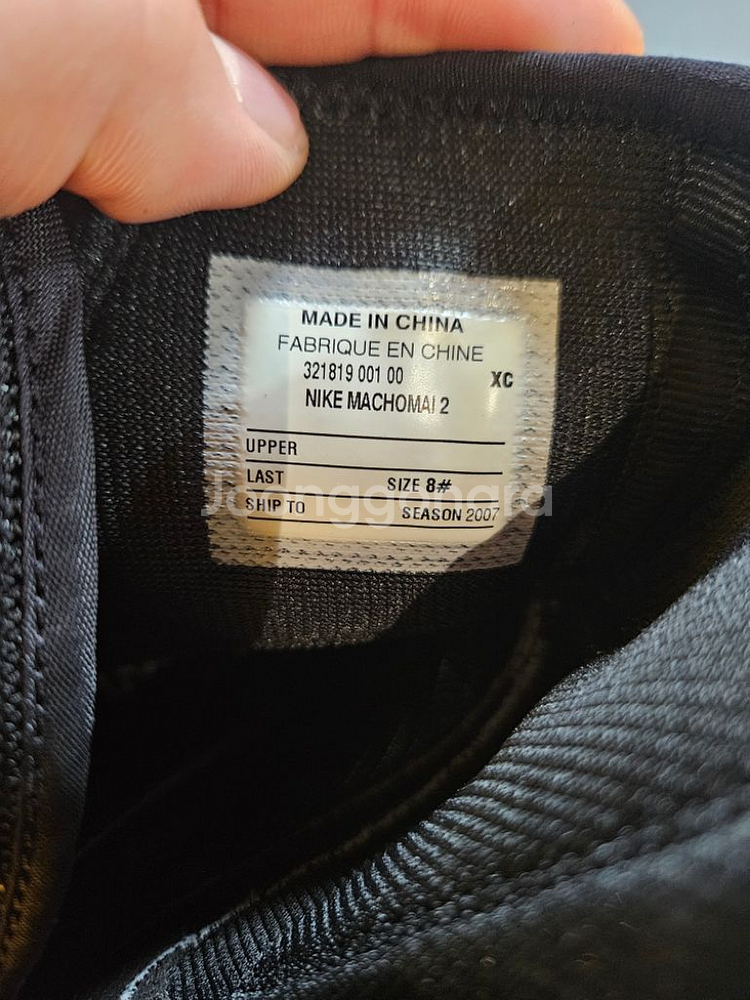 MADE IN CHINA
FABRIQUE EN CHINE
321819 001 00 XC
NIKE MACHOMAI 2
UPPER
LAST SIZE 8#
Joonggonara
SHIP TO SEASON 2007